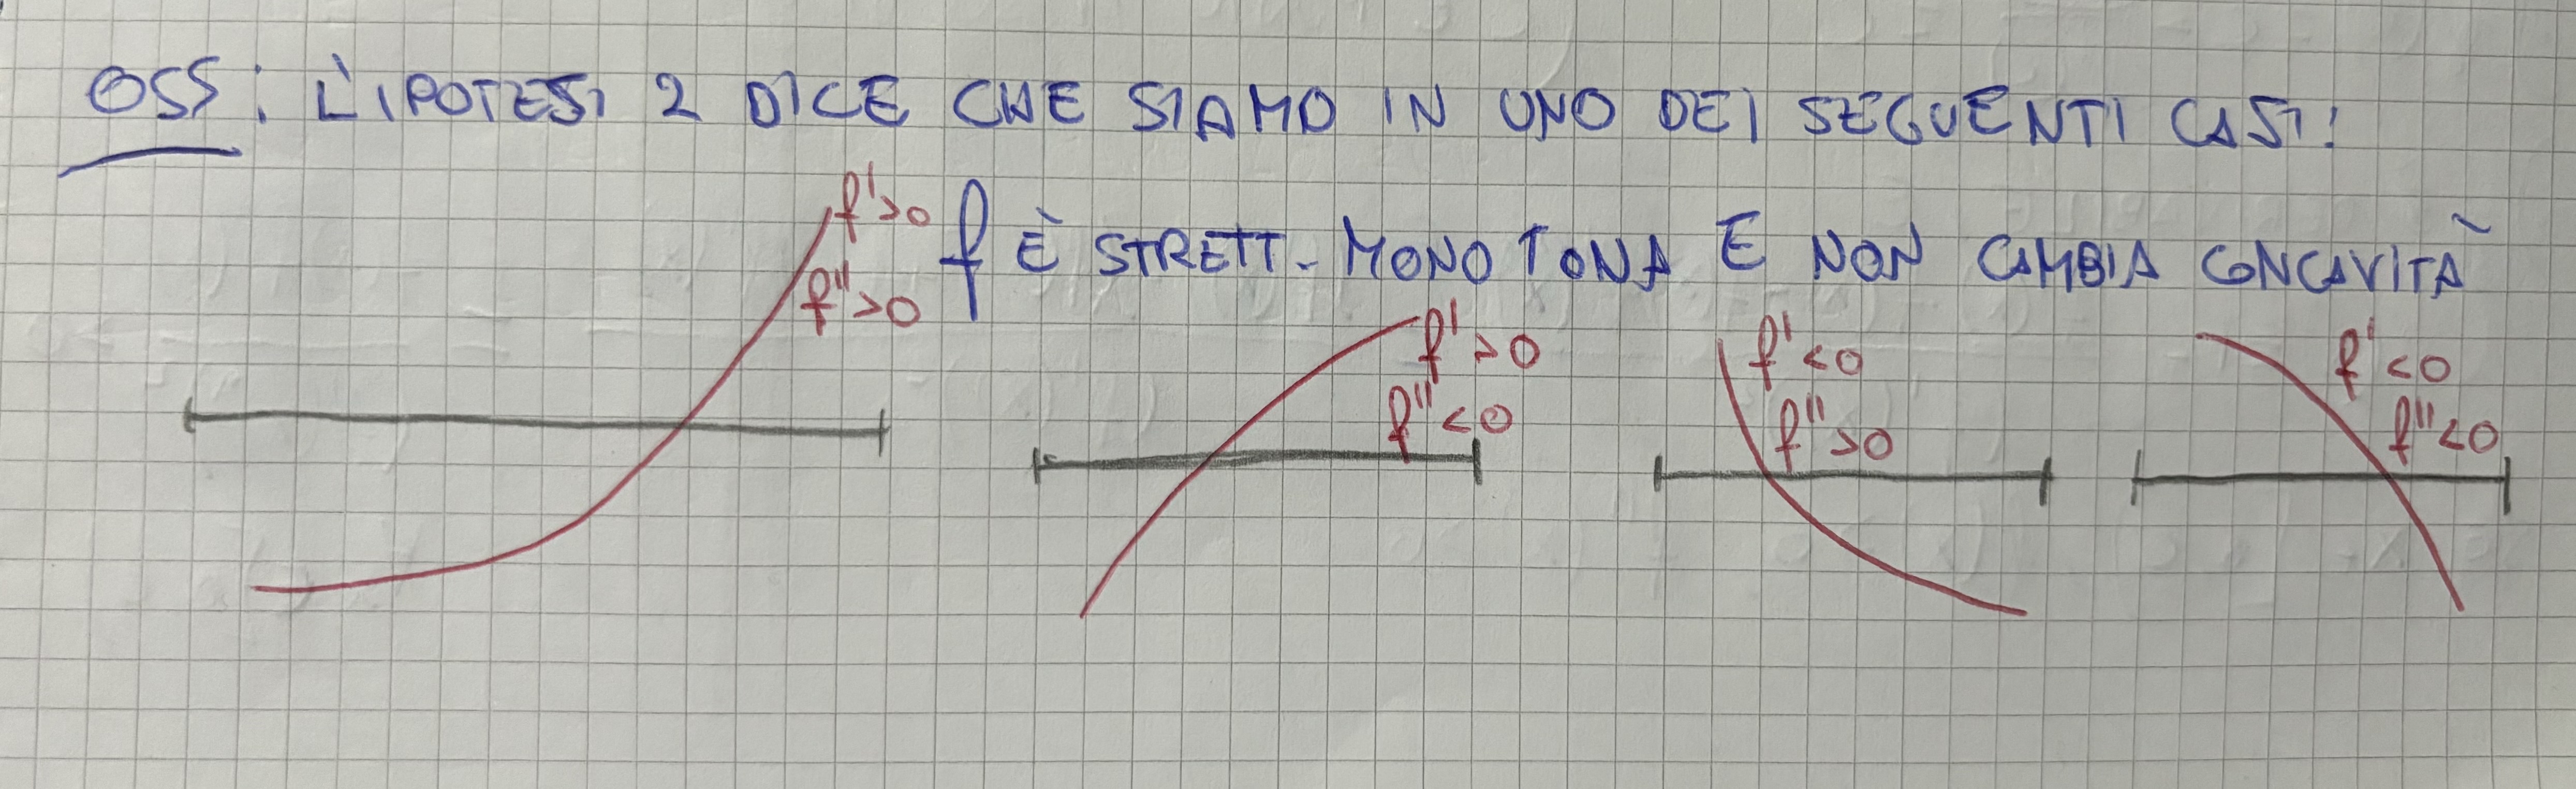 OSS: L'IPOTESI 2 DICE CHE SIAMO IN UNO DEI SEGUENTI CASI:
f È STRETT. MONOTONA E NON CAMBIA CONCAVITÀ
f'>0
f''>0
f'>0
f''<0
f'<0
f''>0
f'<0
f''<0